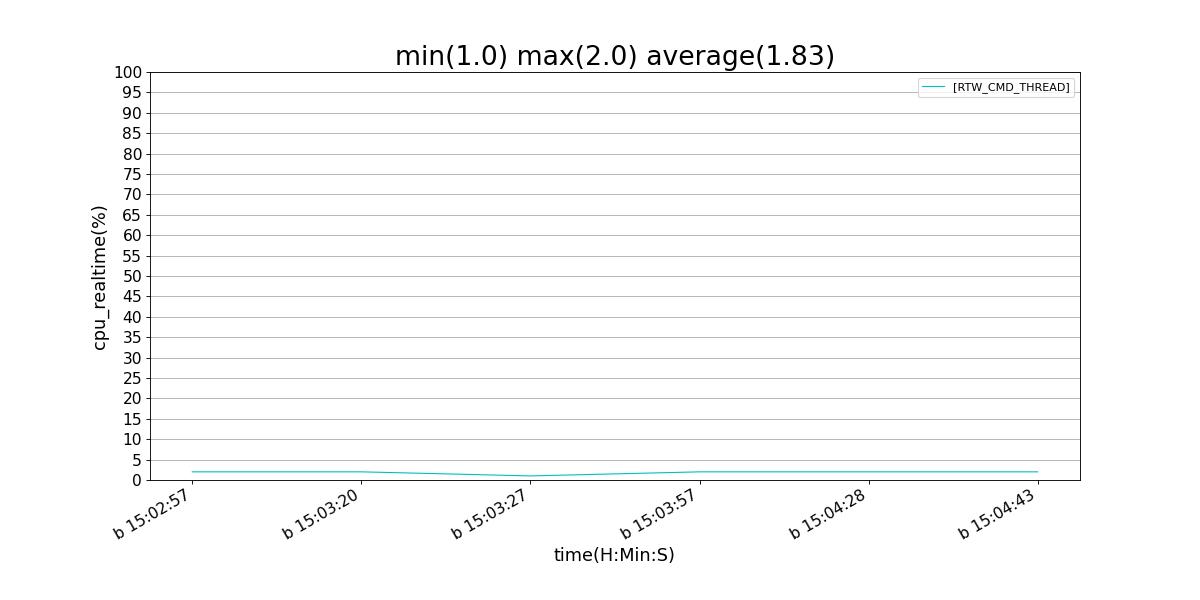 min(1.0) max(2.0) average(1.83)
[RTW_CMD_THREAD]
cpu_realtime(%)
100
95
90
85
80
75
70
65
60
55
50
45
40
35
30
25
20
15
10
5
0
b 15:02:57
b 15:03:20
b 15:03:27
b 15:03:57
b 15:04:28
b 15:04:43
time(H:Min:S)